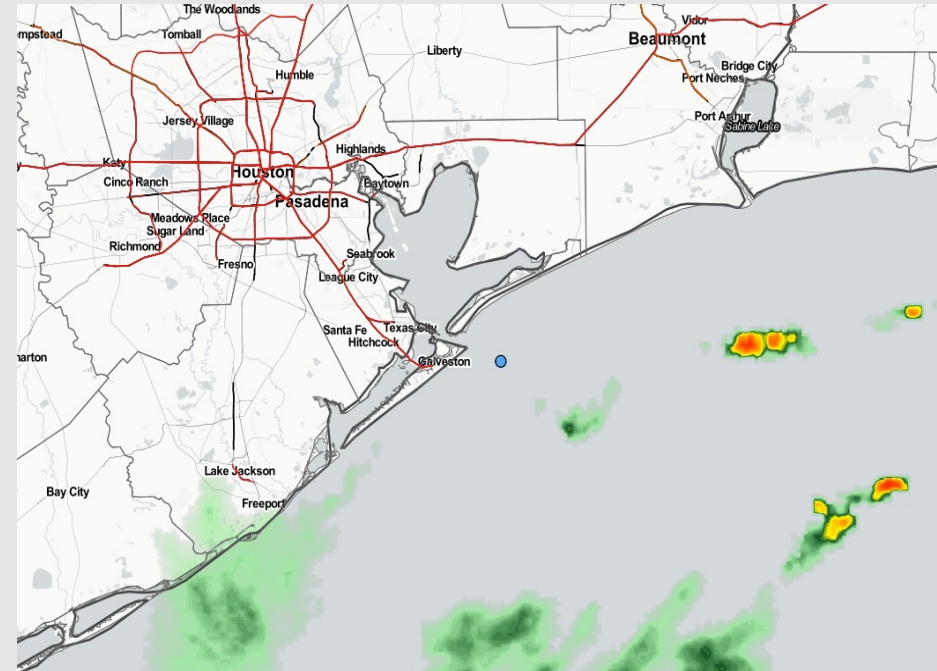 The Woodlands
Vidor
empstead
Tomball
Beaumont
Liberty
Bridge City
Humble
Port Neches
Jersey Village
Port Arthur
Sabine Lake
Highlands
Katy
Houston
Cinco Ranch
Baytown
Pasadena
Meadows Place
Sugar Land
Richmond
Seabrook
Fresno
League City
Santa Fe
Texas City
Hitchcock
harton
Galveston
Lake Jackson
Bay City
Freeport